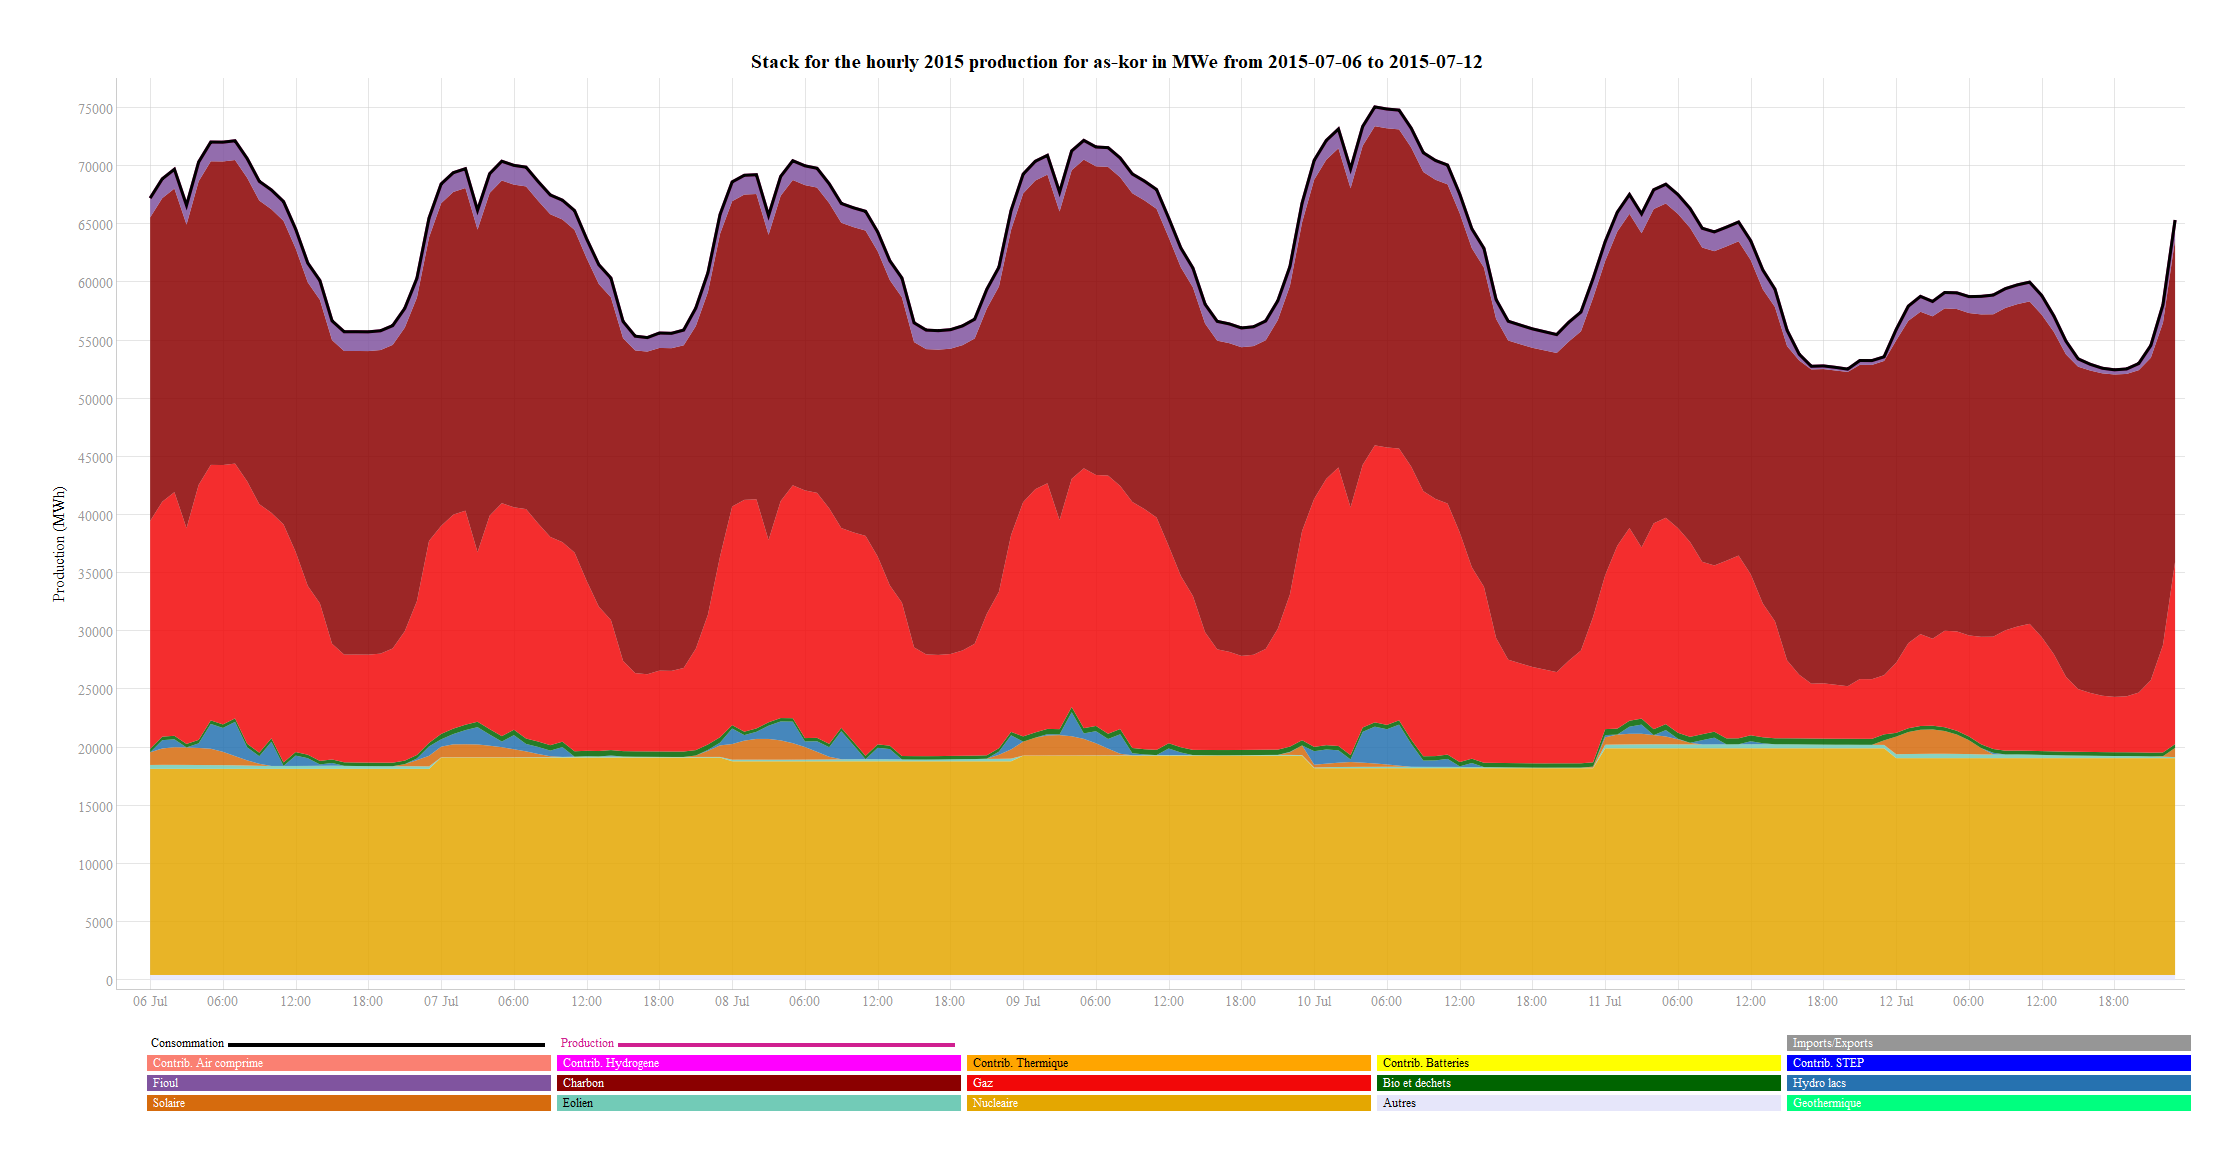 Stack for the hourly 2015 production for as-kor in MWe from 2015-07-06 to 2015-07-12
75000
70000
65000
60000
55000
50000
45000
40000
35000
30000
25000
20000
15000
10000
5000
0
Production (MWh)
06 Jul 06:00 12:00 18:00 07 Jul 06:00 12:00 18:00 08 Jul 06:00 12:00 18:00 09 Jul 06:00 12:00 18:00 10 Jul 06:00 12:00 18:00 11 Jul 06:00 12:00 18:00 12 Jul 06:00 12:00 18:00
Consommation Production Imports/Exports
Contrib. Air comprime Contrib. Hydrogene Contrib. Thermique Contrib. Batteries Contrib. STEP
Fioul Charbon Gaz Bio et dechets Hydro lacs
Solaire Eolien Nucleaire Autres Geothermique